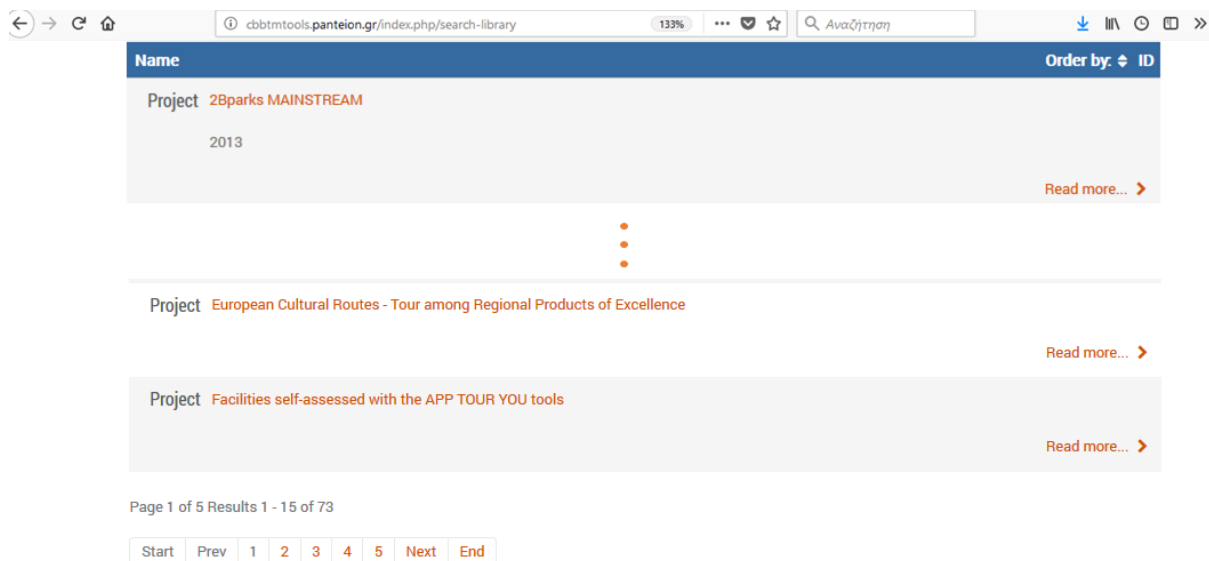 cbbtmtools.panteion.gr/index.php/search-library 133% Αναζήτηση
Name Order by: ID
Project 2Bparks MAINSTREAM
2013
Read more...
Project European Cultural Routes - Tour among Regional Products of Excellence
Read more...
Project Facilities self-assessed with the APP TOUR YOU tools
Read more...
Page 1 of 5 Results 1 - 15 of 73
Start Prev 1 2 3 4 5 Next End